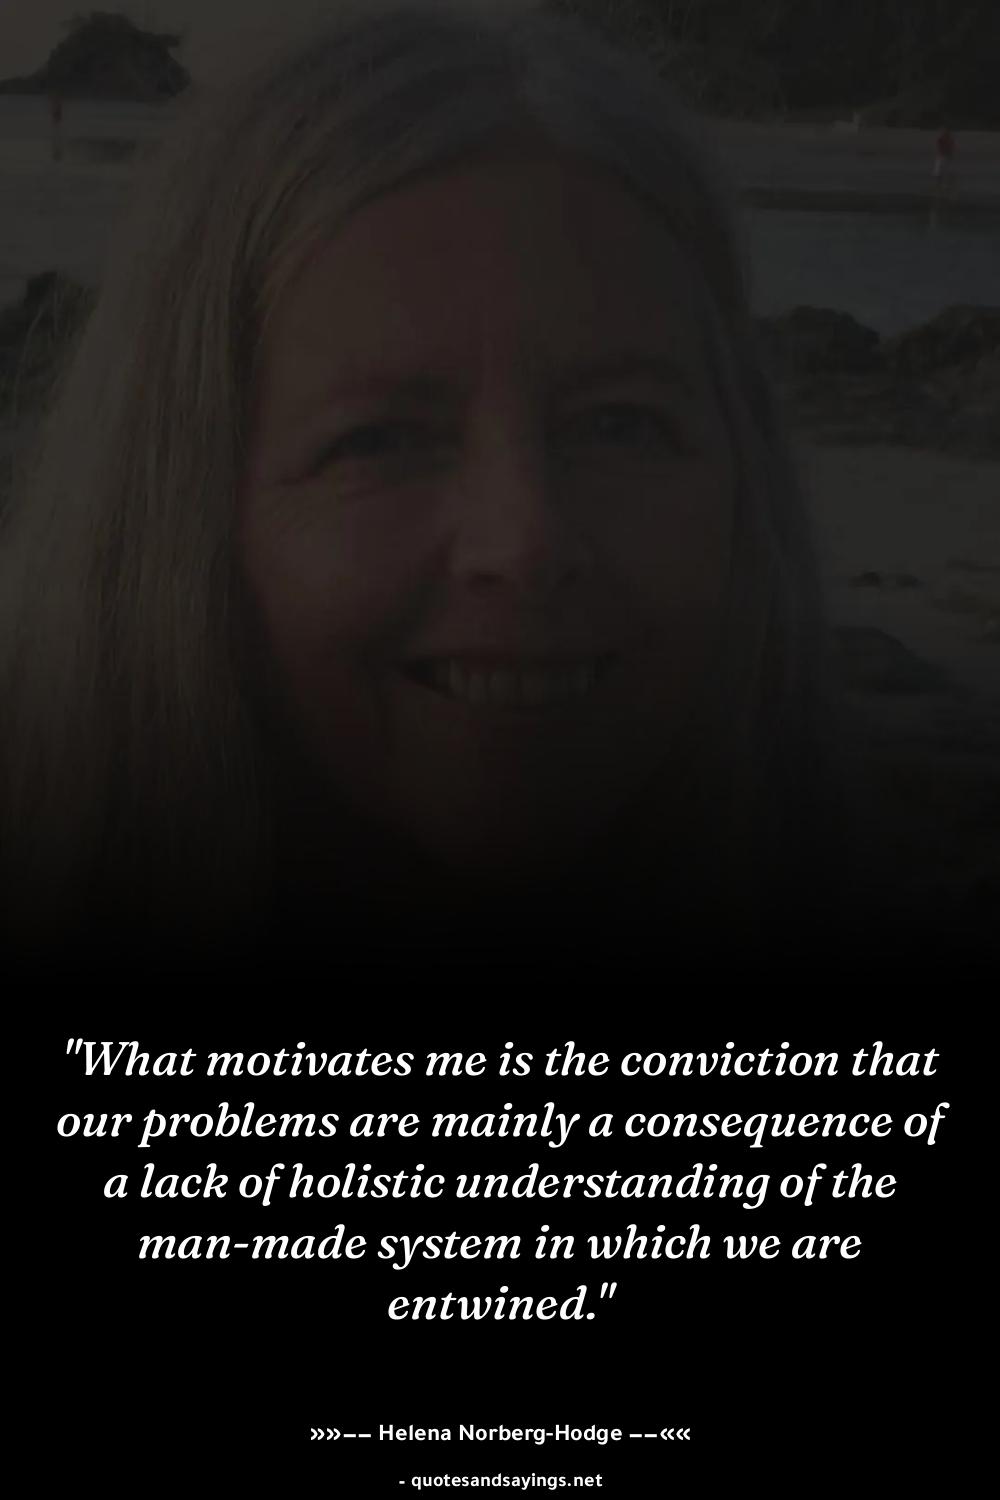 "What motivates me is the conviction that
our problems are mainly a consequence of
a lack of holistic understanding of the
man-made system in which we are
entwined."
»»−− Helena Norberg-Hodge −−««
- quotesandsayings.net